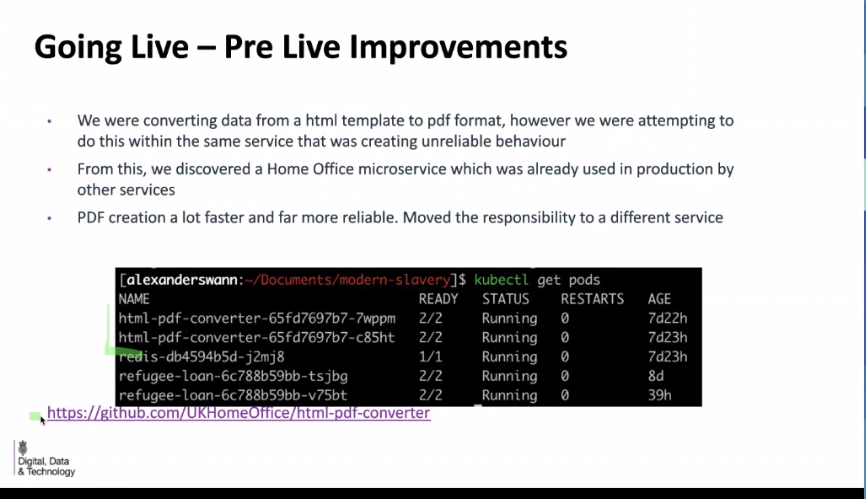 Going Live – Pre Live Improvements
• We were converting data from a html template to pdf format, however we were attempting to
do this within the same service that was creating unreliable behaviour
• From this, we discovered a Home Office microservice which was already used in production by
other services
• PDF creation a lot faster and far more reliable. Moved the responsibility to a different service
[alexanderswann:~/Documents/modern-slavery]$ kubectl get pods
NAME READY STATUS RESTARTS AGE
html-pdf-converter-65fd7697b7-7wppm 2/2 Running 0 7d22h
html-pdf-converter-65fd7697b7-c85ht 2/2 Running 0 7d23h
redis-db4594b5d-j2mj8 1/1 Running 0 7d23h
refugee-loan-6c788b59bb-tsjbg 2/2 Running 0 8d
refugee-loan-6c788b59bb-v75bt 2/2 Running 0 39h
https://github.com/UKHomeOffice/html-pdf-converter
Digital, Data
& Technology